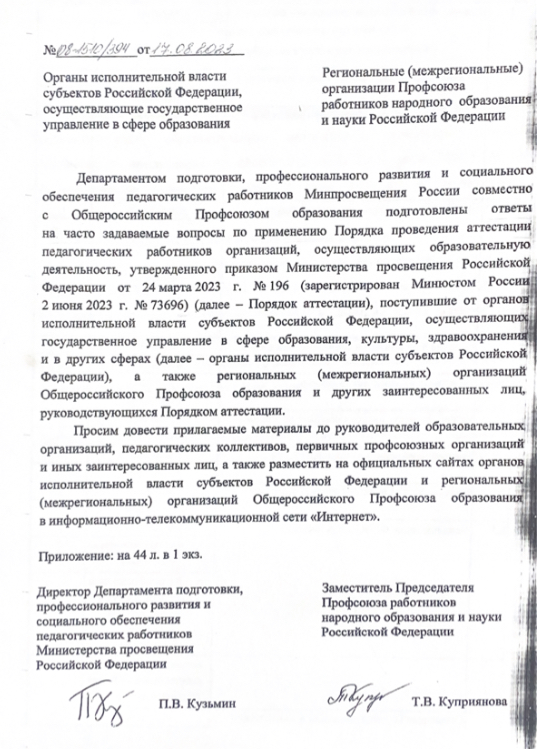 № 08-1510/394 от 17.08.2023
Органы исполнительной власти
субъектов Российской Федерации,
осуществляющие государственное
управление в сфере образования
Региональные (межрегиональные)
организации Профсоюза
работников народного образования
и науки Российской Федерации
Департаментом подготовки, профессионального развития и социального
обеспечения педагогических работников Минпросвещения России совместно
с Общероссийским Профсоюзом образования подготовлены ответы
на часто задаваемые вопросы по применению Порядка проведения аттестации
педагогических работников организаций, осуществляющих образовательную
деятельность, утвержденного приказом Министерства просвещения Российской
Федерации от 24 марта 2023 г. № 196 (зарегистрирован Минюстом России
2 июня 2023 г. № 73696) (далее – Порядок аттестации), поступившие от органов
исполнительной власти субъектов Российской Федерации, осуществляющих
государственное управление в сфере образования, культуры, здравоохранения
и в других сферах (далее – органы исполнительной власти субъектов Российской
Федерации), а также региональных (межрегиональных) организаций
Общероссийского Профсоюза образования и других заинтересованных лиц,
руководствующихся Порядком аттестации.
Просим довести прилагаемые материалы до руководителей образовательных
организаций, педагогических коллективов, первичных профсоюзных организаций
и иных заинтересованных лиц, а также разместить на официальных сайтах органов
исполнительной власти субъектов Российской Федерации и региональных
(межрегиональных) организаций Общероссийского Профсоюза образования
в информационно-телекоммуникационной сети «Интернет».
Приложение: на 44 л. в 1 экз.
Директор Департамента подготовки,
профессионального развития и
социального обеспечения
педагогических работников
Министерства просвещения
Российской Федерации
П.В. Кузьмин
Заместитель Председателя
Профсоюза работников
народного образования и науки
Российской Федерации
Т.В. Куприянова